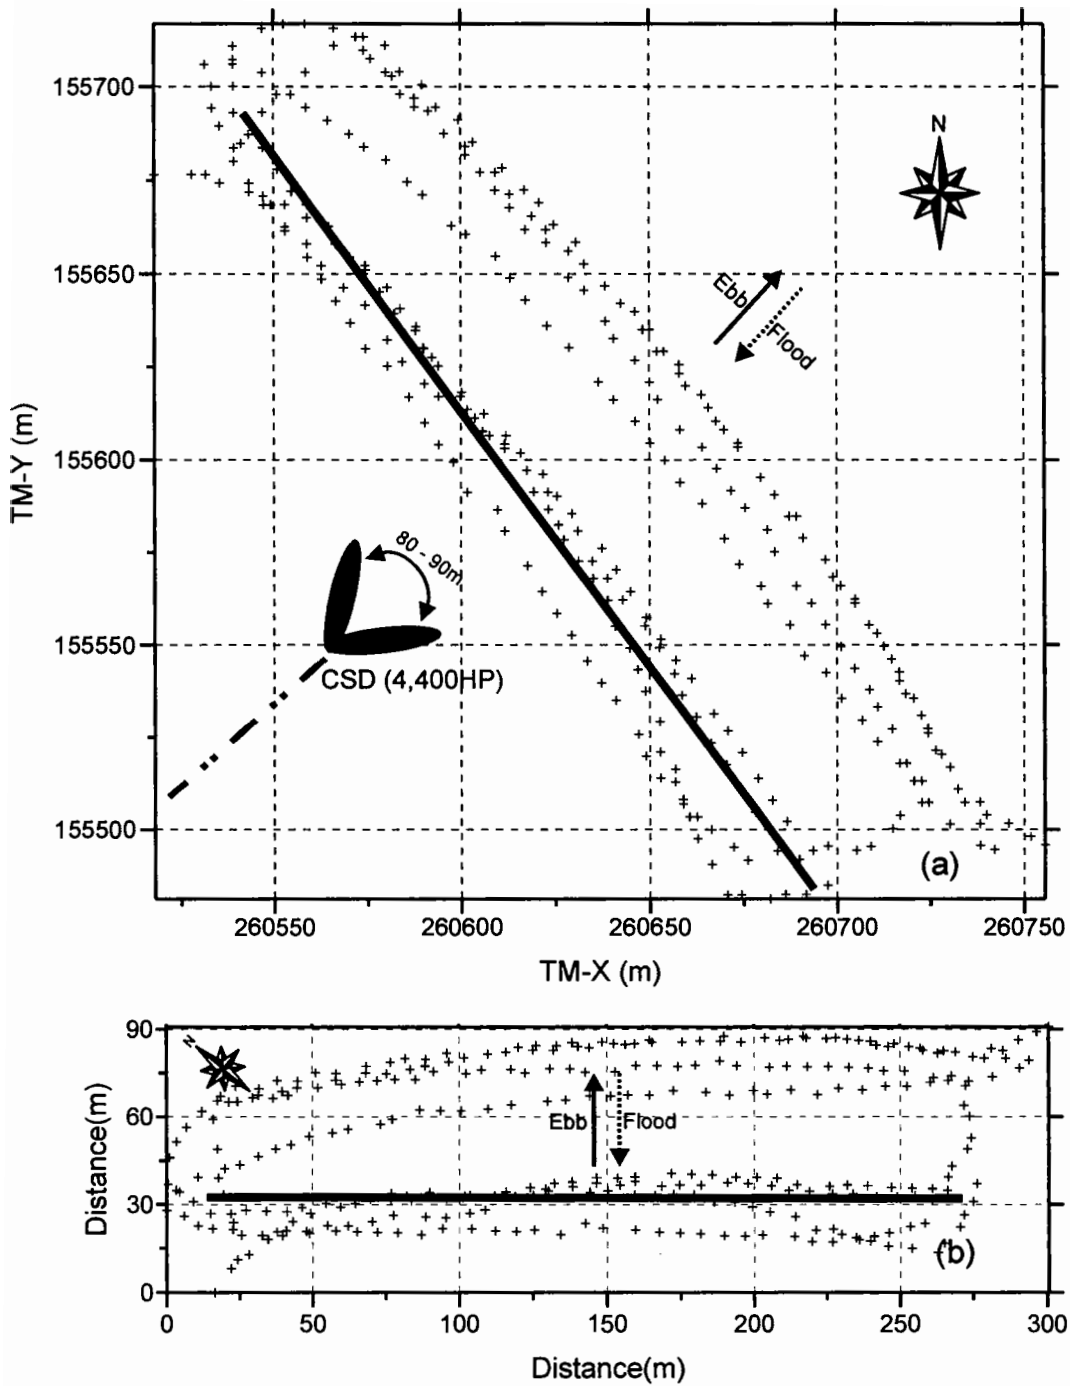 155700
155650
155600
155550
155500
TM-Y (m)
N
Ebb
Flood
80 - 90m
CSD (4,400HP)
(a)
260550
260600
260650
260700
260750
TM-X (m)
90
60
30
0
Distance(m)
N
Ebb
Flood
(b)
0
50
100
150
200
250
300
Distance(m)